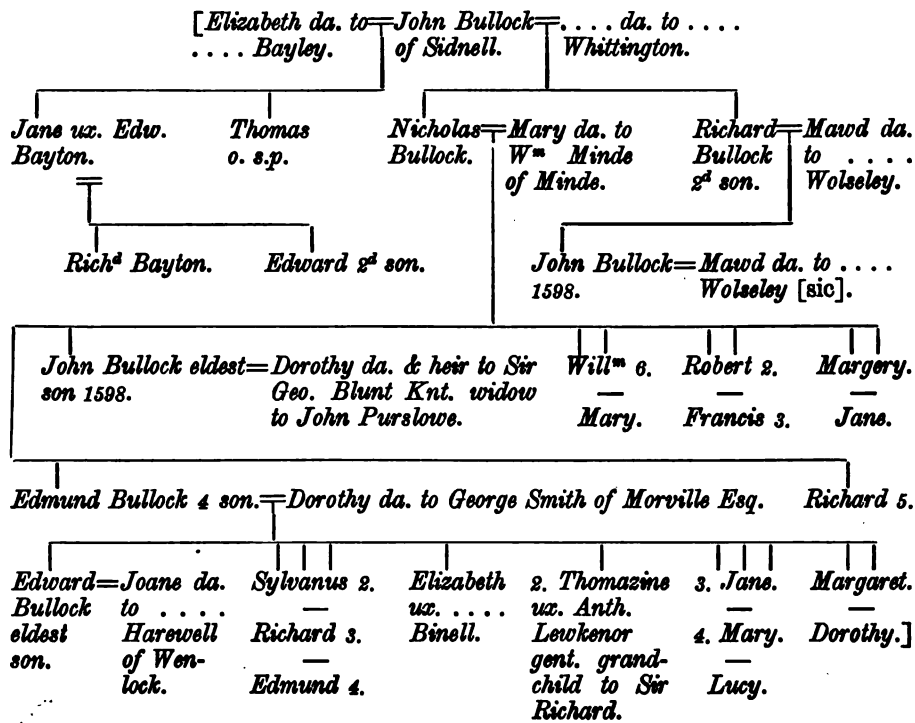 [Elizabeth da. to = John Bullock = . . . . da. to . . . .
. . . . Bayley. of Sidnell. Whittington.
Jane ux. Edw. Thomas Nicholas = Mary da. to Richard = Mawd da.
Bayton. o. s.p. Bullock. Wᵐ Minde Bullock to . . . .
of Minde. 2ᵈ son. Wolseley.
Richᵈ Bayton. Edward 2ᵈ son. John Bullock = Mawd da. to . . . .
1598. Wolseley [sic].
John Bullock eldest = Dorothy da. & heir to Sir Willᵐ 6. Robert 2. Margery.
son 1598. Geo. Blunt Knt. widow — — —
to John Purslowe. Mary. Francis 3. Jane.
Edmund Bullock 4 son. = Dorothy da. to George Smith of Morville Esq. Richard 5.
Edward = Joane da. Sylvanus 2. Elizabeth 2. Thomazine 3. Jane. Margaret.
Bullock to . . . . — ux. . . . . ux. Anth. — —
eldest Harewell Richard 3. Binell. Lewkenor 4. Mary. Dorothy.]
son. of Wen- — gent. grand- —
lock. Edmund 4. child to Sir Lucy.
Richard.